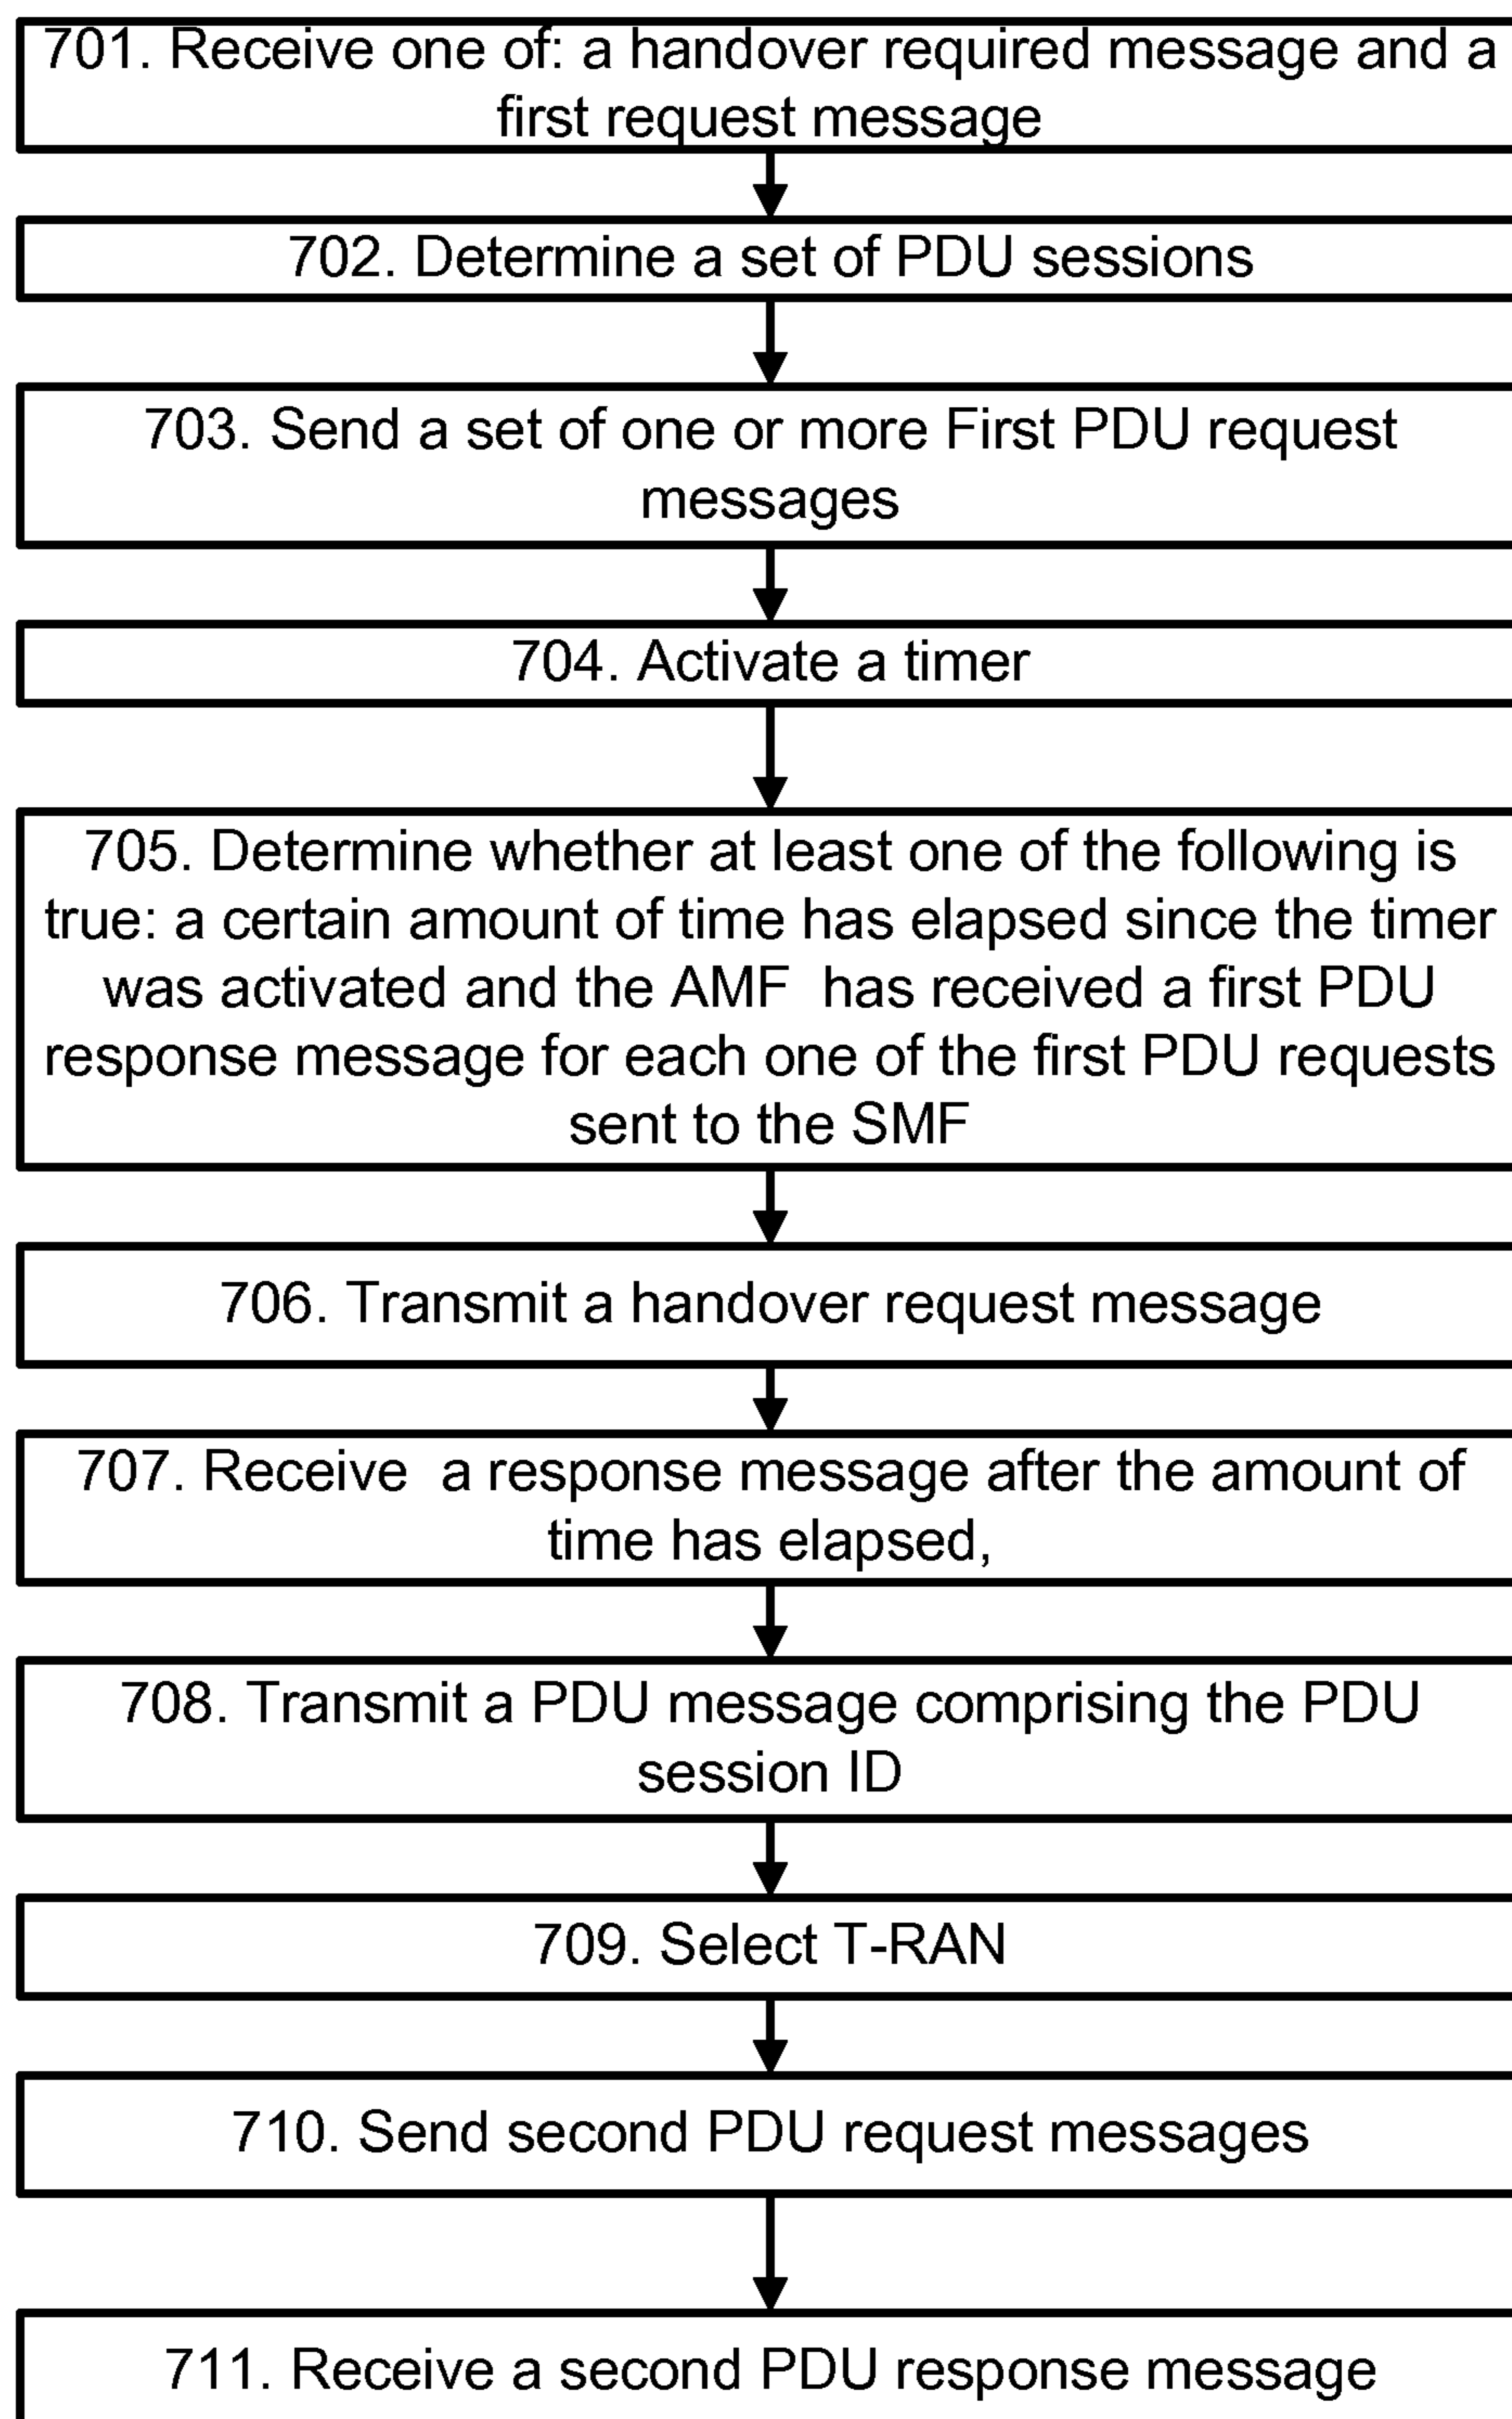 701. Receive one of: a handover required message and a
first request message
702. Determine a set of PDU sessions
703. Send a set of one or more First PDU request
messages
704. Activate a timer
705. Determine whether at least one of the following is
true: a certain amount of time has elapsed since the timer
was activated and the AMF has received a first PDU
response message for each one of the first PDU requests
sent to the SMF
706. Transmit a handover request message
707. Receive a response message after the amount of
time has elapsed,
708. Transmit a PDU message comprising the PDU
session ID
709. Select T-RAN
710. Send second PDU request messages
711. Receive a second PDU response message